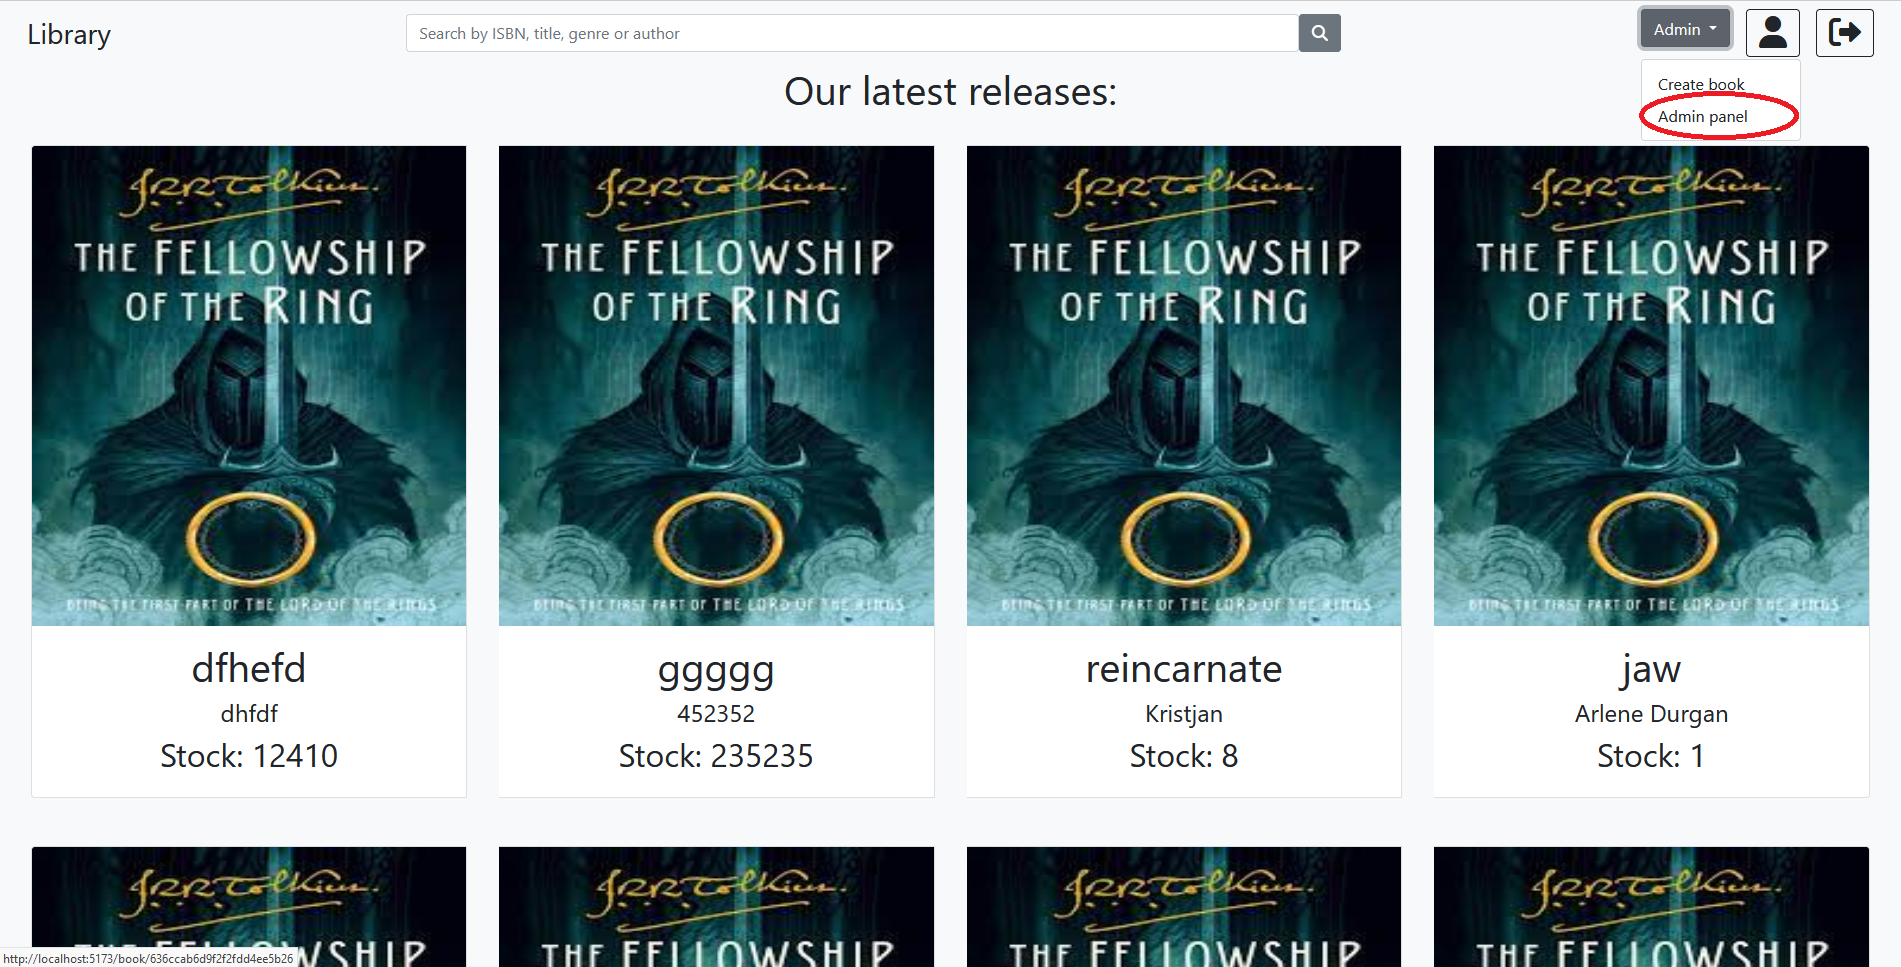 Library
Search by ISBN, title, genre or author
Admin
Create book
Admin panel
Our latest releases:
J.R.R. Tolkien.
THE FELLOWSHIP
OF THE RING
BEING THE FIRST PART OF THE LORD OF THE RINGS
dfhefd
dhfdf
Stock: 12410
J.R.R. Tolkien.
THE FELLOWSHIP
OF THE RING
BEING THE FIRST PART OF THE LORD OF THE RINGS
ggggg
452352
Stock: 235235
J.R.R. Tolkien.
THE FELLOWSHIP
OF THE RING
BEING THE FIRST PART OF THE LORD OF THE RINGS
reincarnate
Kristjan
Stock: 8
J.R.R. Tolkien.
THE FELLOWSHIP
OF THE RING
BEING THE FIRST PART OF THE LORD OF THE RINGS
jaw
Arlene Durgan
Stock: 1
J.R.R. Tolkien.
THE FELLOWSHIP
J.R.R. Tolkien.
THE FELLOWSHIP
J.R.R. Tolkien.
THE FELLOWSHIP
J.R.R. Tolkien.
THE FELLOWSHIP
http://localhost:5173/book/636ccab6d9f2f2fdd4ee5b26